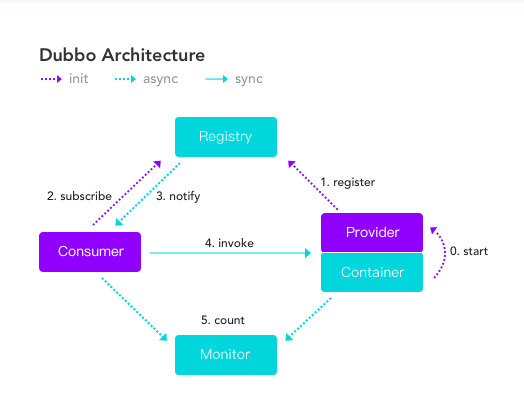 Dubbo Architecture
init async sync
Registry
1. register
2. subscribe
3. notify
Provider
Consumer
4. invoke
0. start
Container
5. count
Monitor